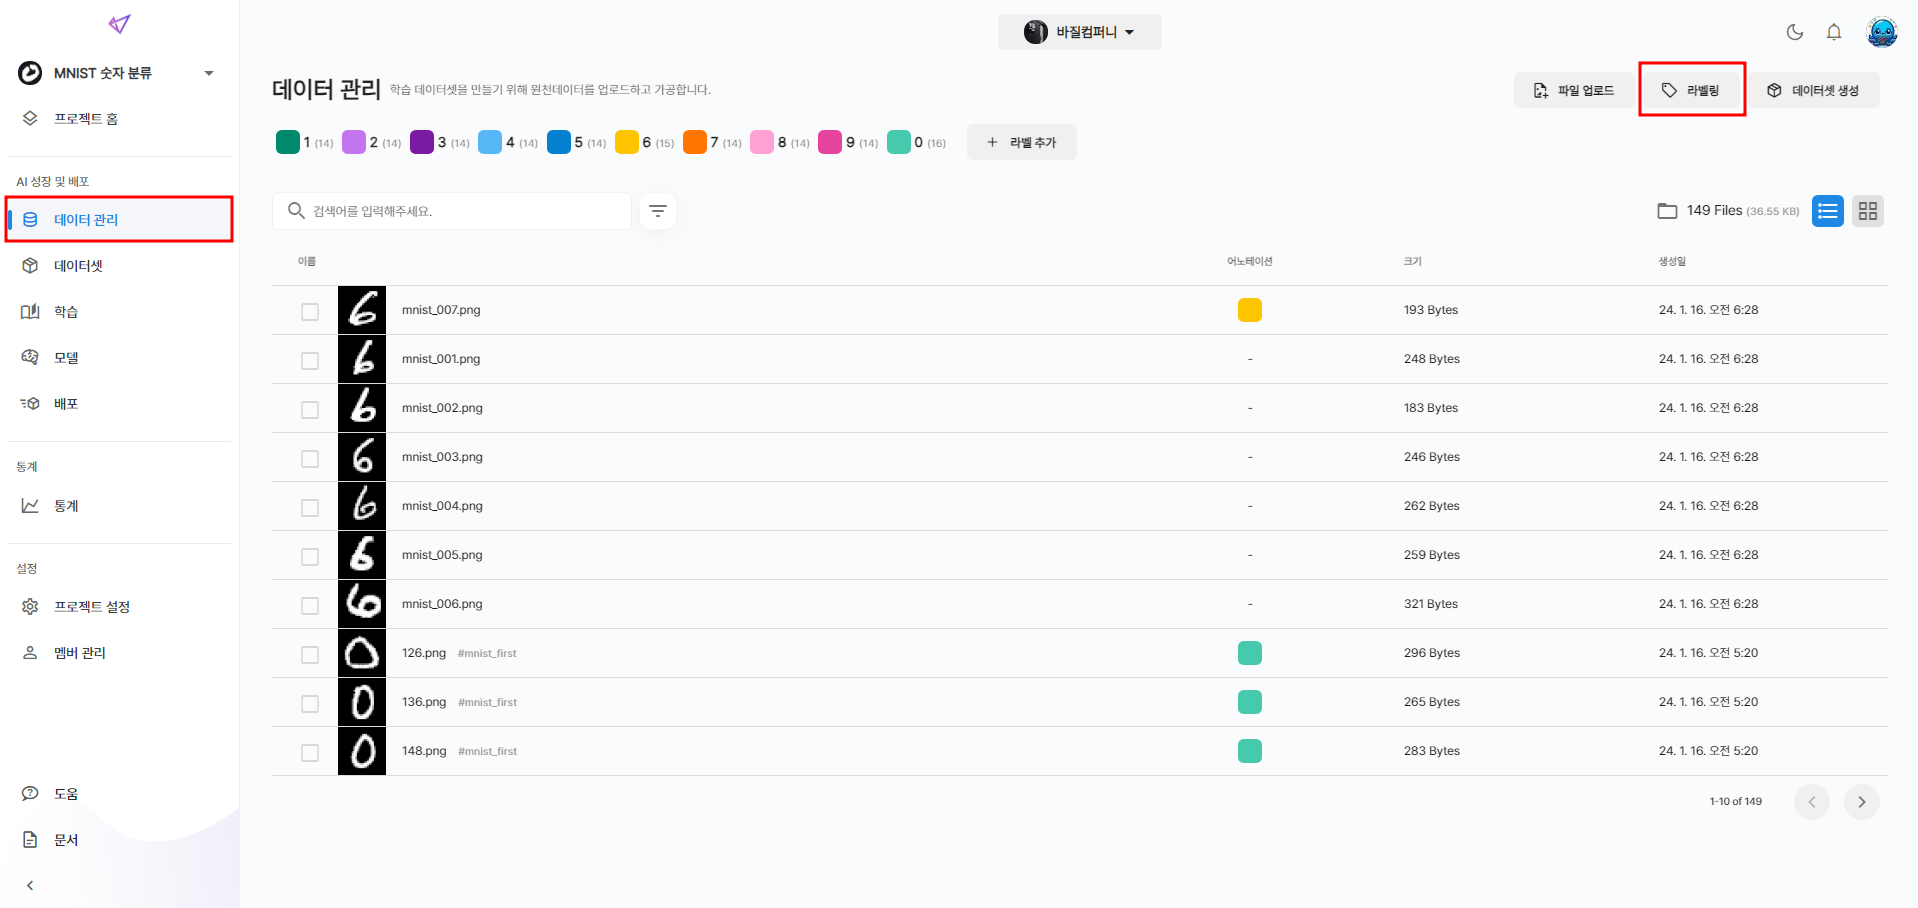 바질컴퍼니
MNIST 숫자 분류
프로젝트 홈
AI 성장 및 배포
데이터 관리
데이터셋
학습
모델
배포
통계
통계
설정
프로젝트 설정
멤버 관리
도움
문서
데이터 관리 학습 데이터셋을 만들기 위해 원천데이터를 업로드하고 가공합니다.
파일 업로드 라벨링 데이터셋 생성
1 (14) 2 (14) 3 (14) 4 (14) 5 (14) 6 (15) 7 (14) 8 (14) 9 (14) 0 (16) + 라벨 추가
검색어를 입력해주세요.
149 Files (36.55 KB)
이름 어노테이션 크기 생성일
6 mnist_007.png 193 Bytes 24. 1. 16. 오전 6:28
6 mnist_001.png - 248 Bytes 24. 1. 16. 오전 6:28
6 mnist_002.png - 183 Bytes 24. 1. 16. 오전 6:28
6 mnist_003.png - 246 Bytes 24. 1. 16. 오전 6:28
6 mnist_004.png - 262 Bytes 24. 1. 16. 오전 6:28
6 mnist_005.png - 259 Bytes 24. 1. 16. 오전 6:28
6 mnist_006.png - 321 Bytes 24. 1. 16. 오전 6:28
0 126.png #mnist_first 296 Bytes 24. 1. 16. 오전 5:20
0 136.png #mnist_first 265 Bytes 24. 1. 16. 오전 5:20
0 148.png #mnist_first 283 Bytes 24. 1. 16. 오전 5:20
1-10 of 149